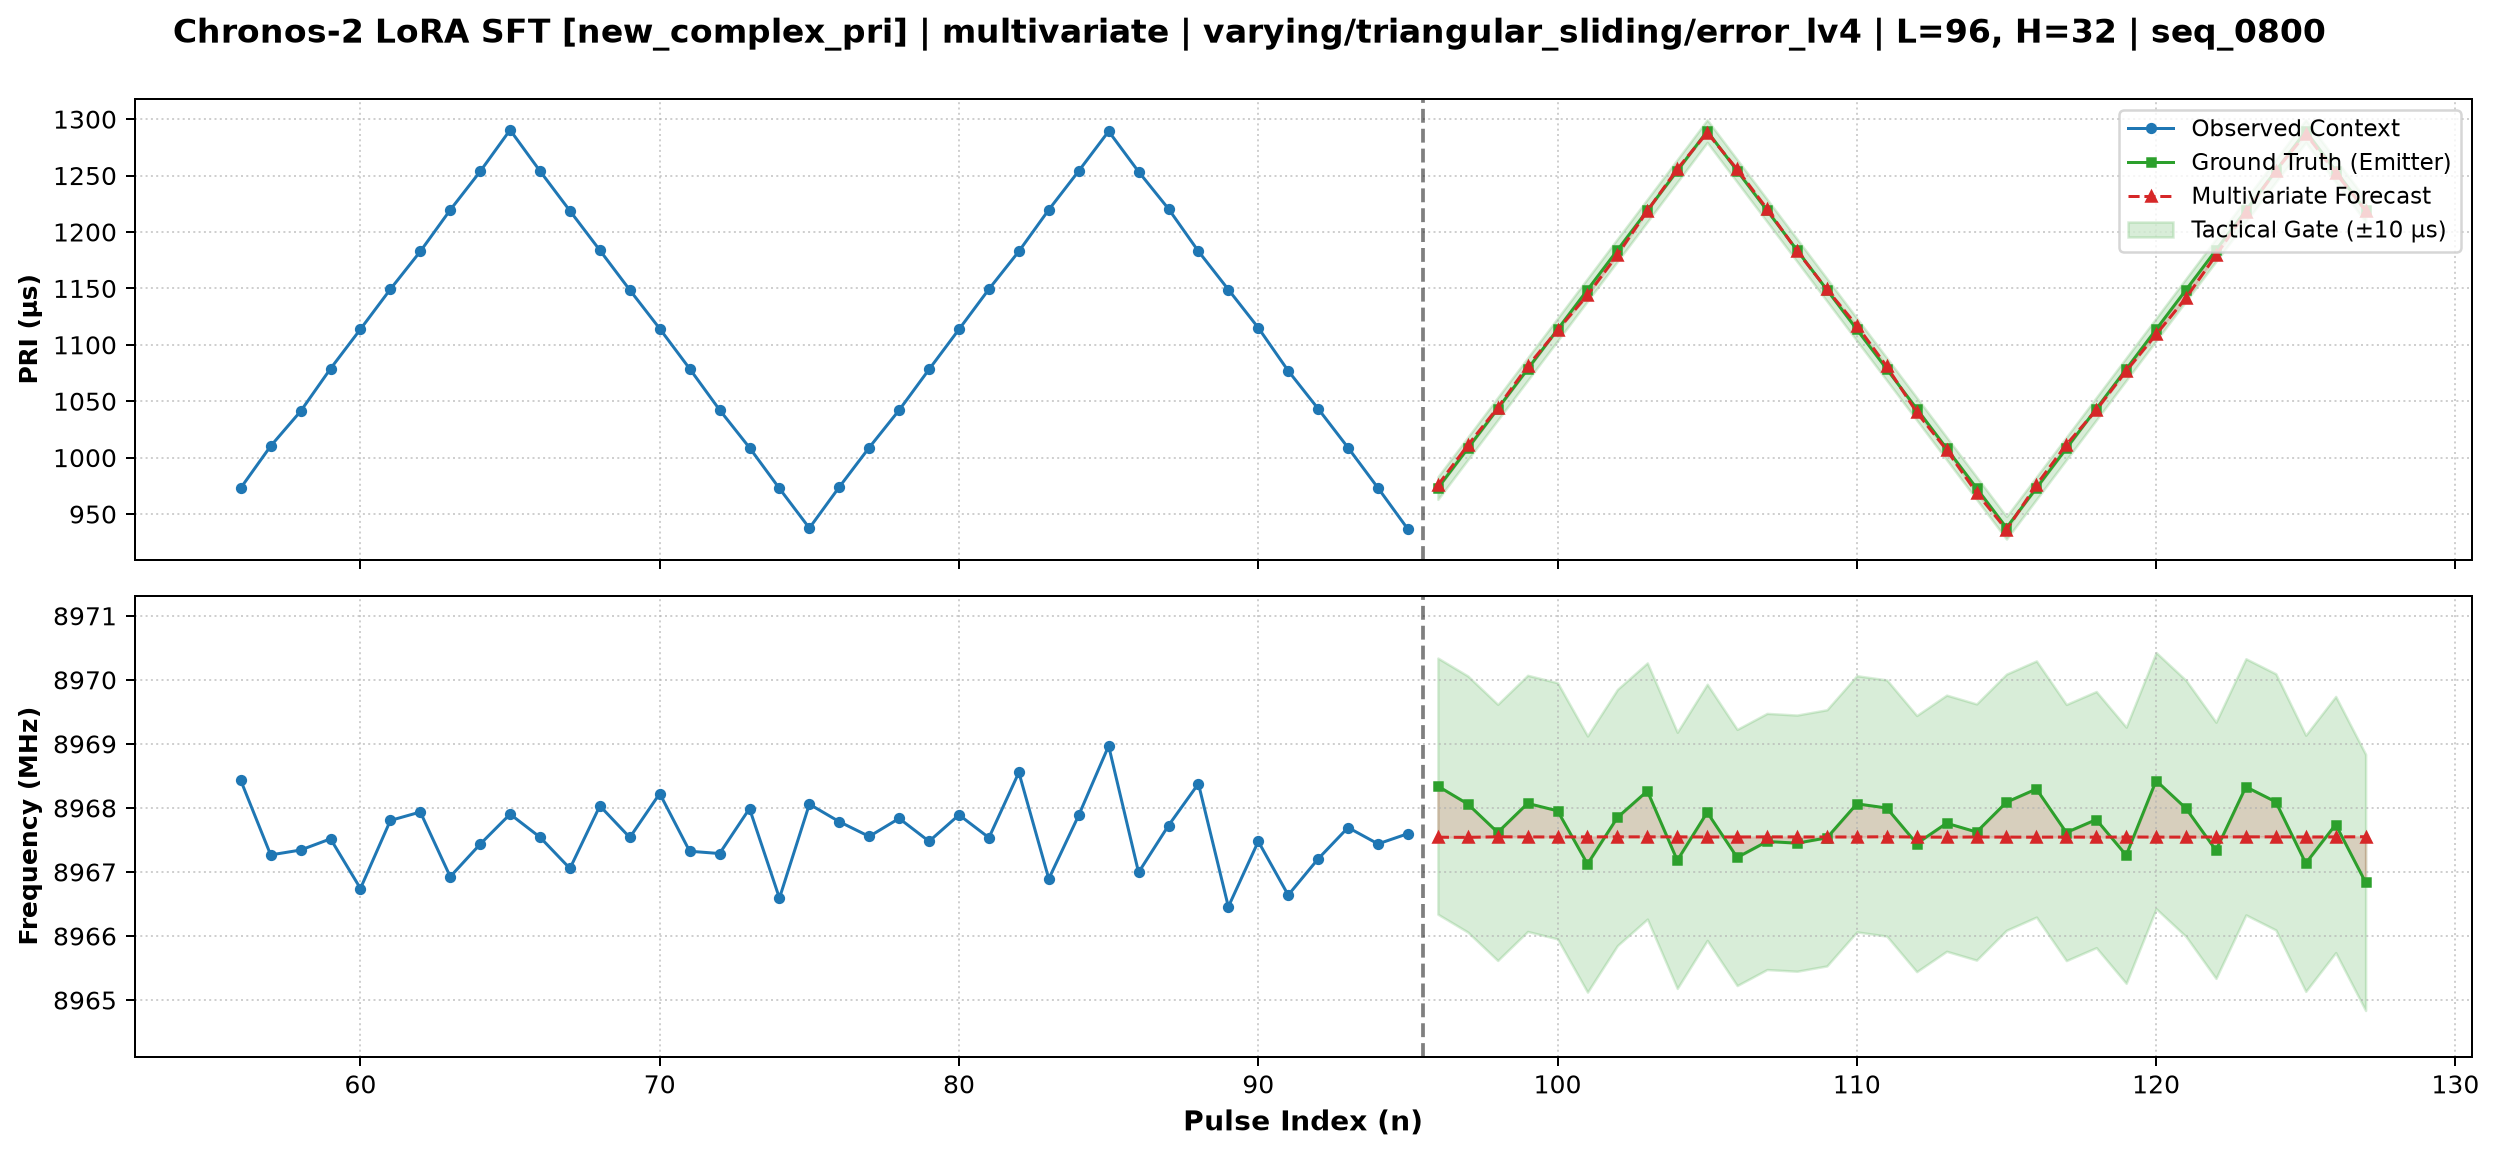 Chronos-2 LoRA SFT [new_complex_pri] | multivariate | varying/triangular_sliding/error_lv4 | L=96, H=32 | seq_0800
PRI (µs)
1300
1250
1200
1150
1100
1050
1000
950
Observed Context
Ground Truth (Emitter)
Multivariate Forecast
Tactical Gate (±10 µs)
Frequency (MHz)
8971
8970
8969
8968
8967
8966
8965
60 70 80 90 100 110 120 130
Pulse Index (n)